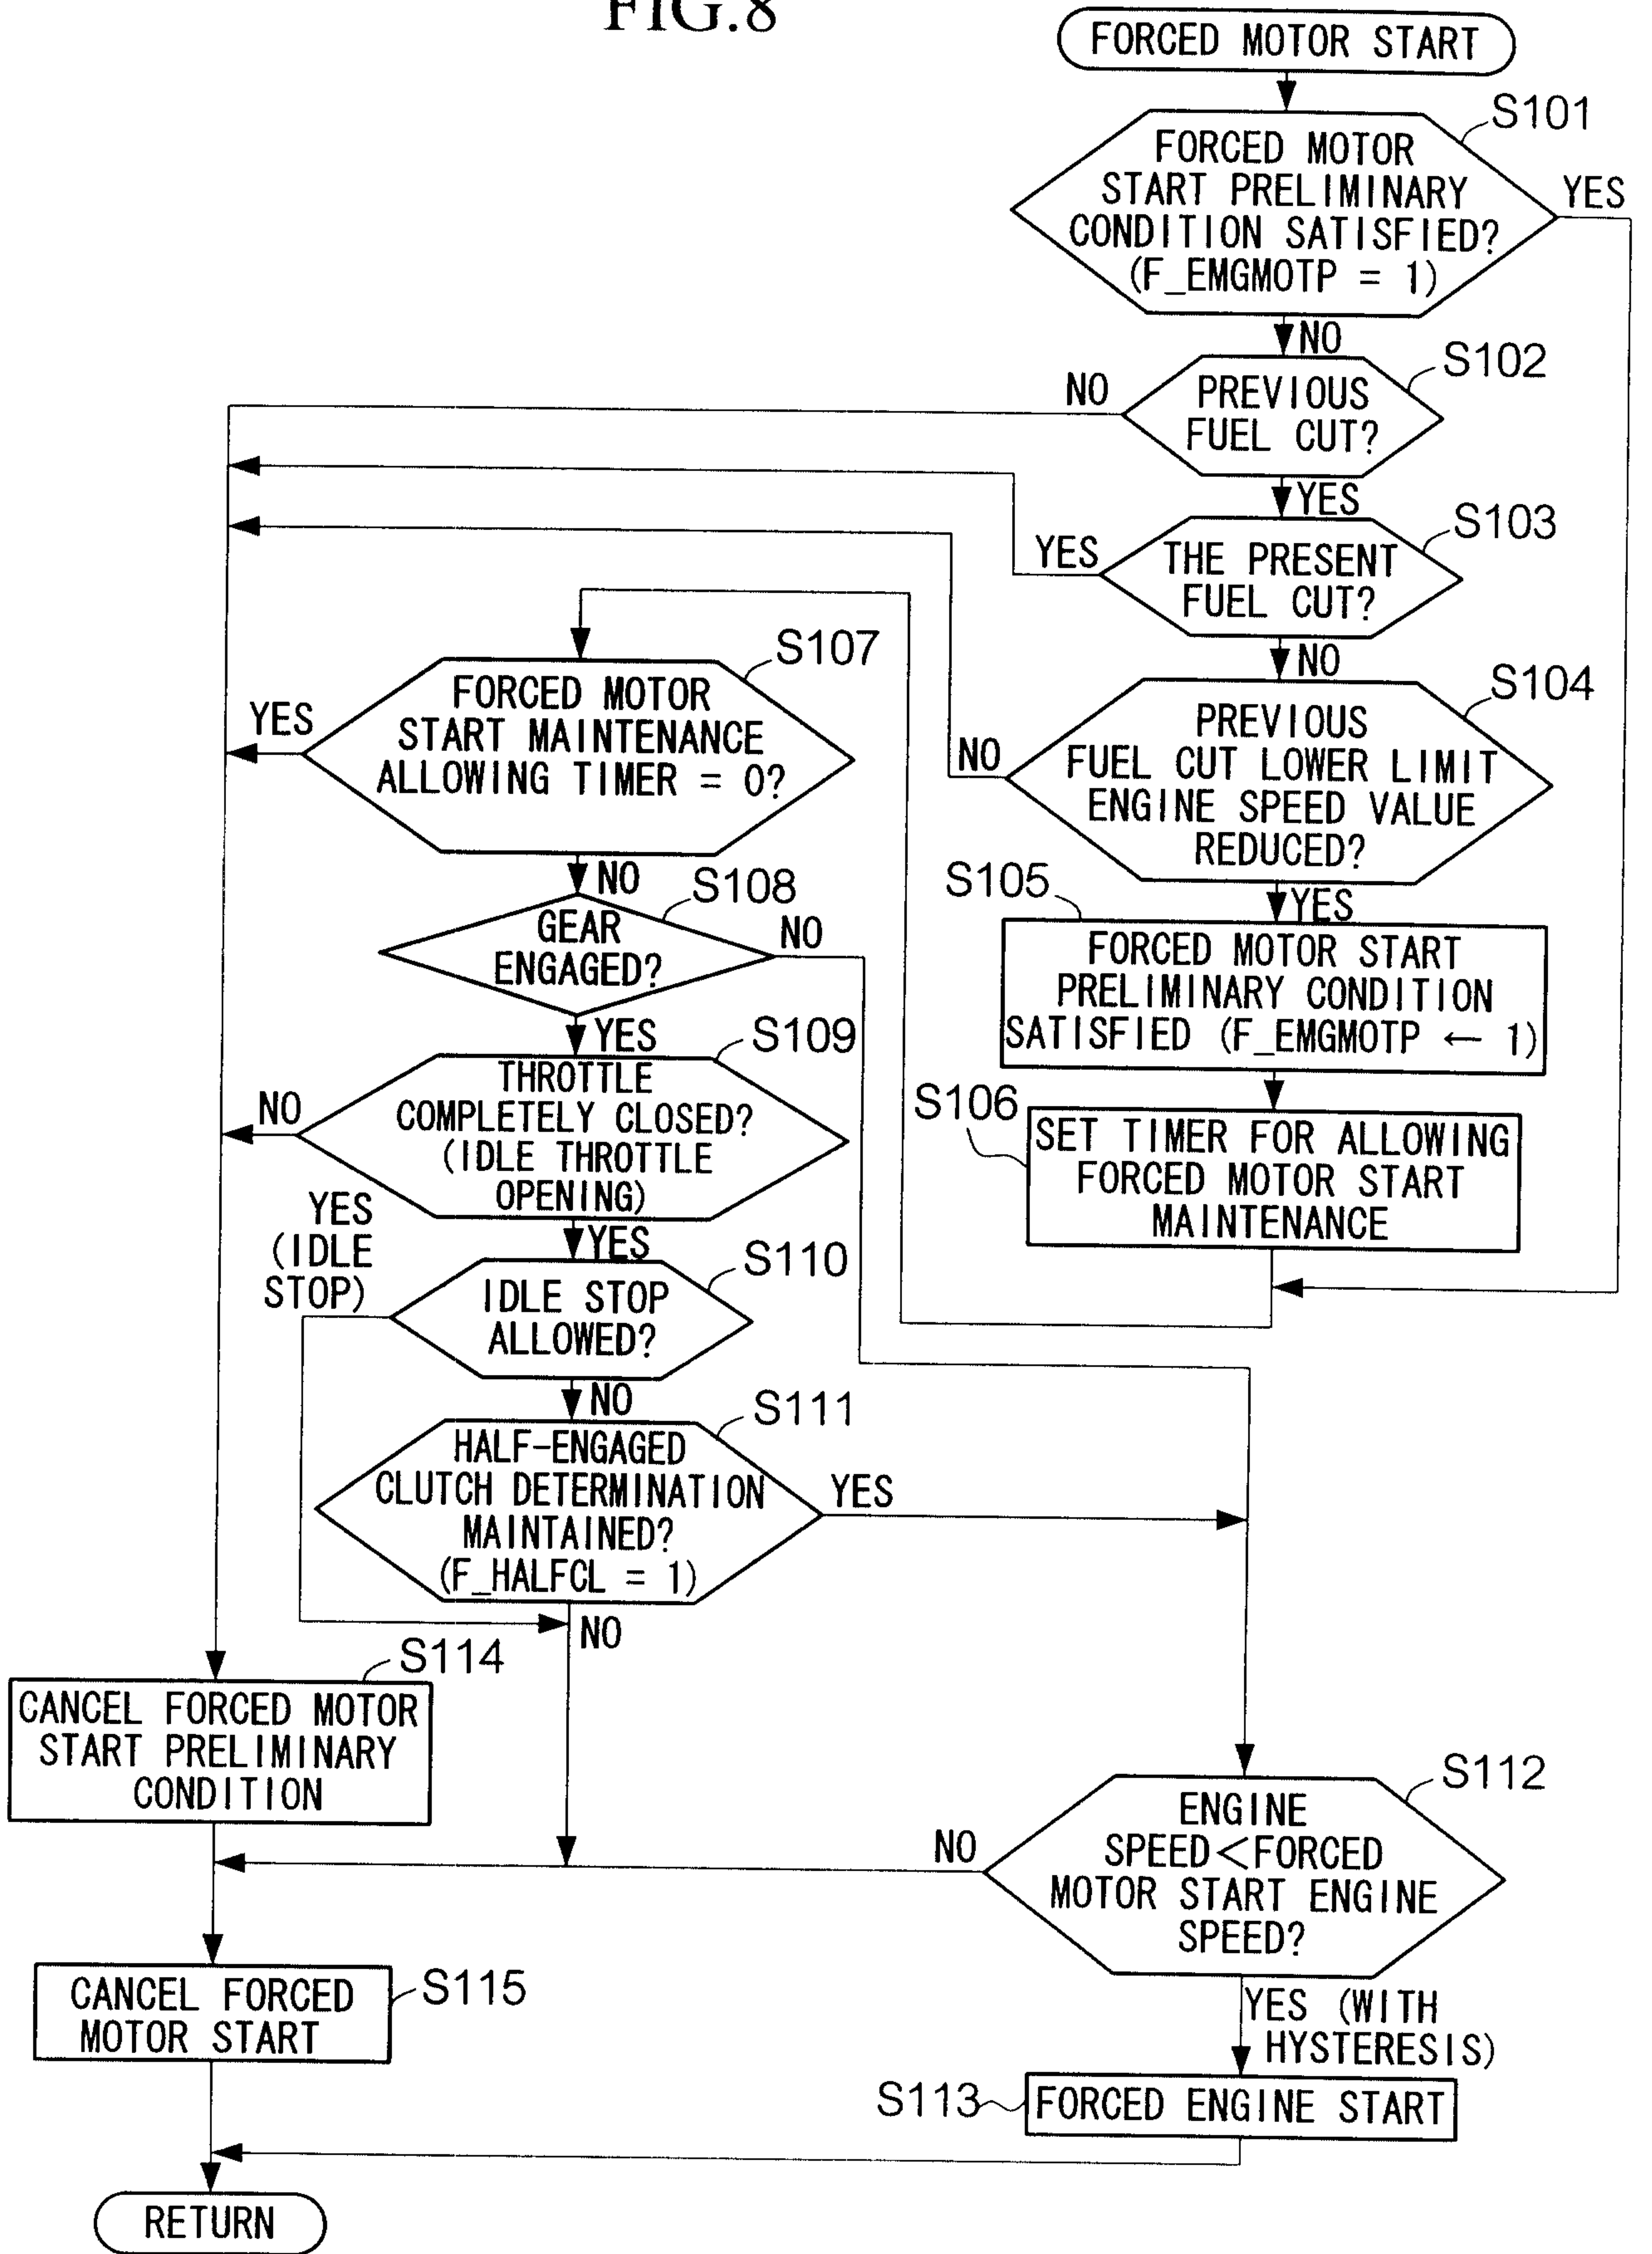 FIG.8
FORCED MOTOR START
S101
FORCED MOTOR
START PRELIMINARY
CONDITION SATISFIED?
(F_EMGMOTP = 1)
YES
NO
S102
PREVIOUS
FUEL CUT?
NO
YES
S103
THE PRESENT
FUEL CUT?
YES
NO
S104
PREVIOUS
FUEL CUT LOWER LIMIT
ENGINE SPEED VALUE
REDUCED?
NO
YES
S105
FORCED MOTOR START
PRELIMINARY CONDITION
SATISFIED (F_EMGMOTP ← 1)
S106
SET TIMER FOR ALLOWING
FORCED MOTOR START
MAINTENANCE
S107
FORCED MOTOR
START MAINTENANCE
ALLOWING TIMER = 0?
YES
NO
S108
GEAR
ENGAGED?
NO
YES
S109
THROTTLE
COMPLETELY CLOSED?
(IDLE THROTTLE
OPENING)
NO
YES
S110
IDLE STOP
ALLOWED?
YES
(IDLE
STOP)
NO
S111
HALF-ENGAGED
CLUTCH DETERMINATION
MAINTAINED?
(F_HALFCL = 1)
YES
NO
S114
CANCEL FORCED MOTOR
START PRELIMINARY
CONDITION
S112
ENGINE
SPEED<FORCED
MOTOR START ENGINE
SPEED?
NO
YES (WITH
HYSTERESIS)
S115
CANCEL FORCED
MOTOR START
S113
FORCED ENGINE START
RETURN